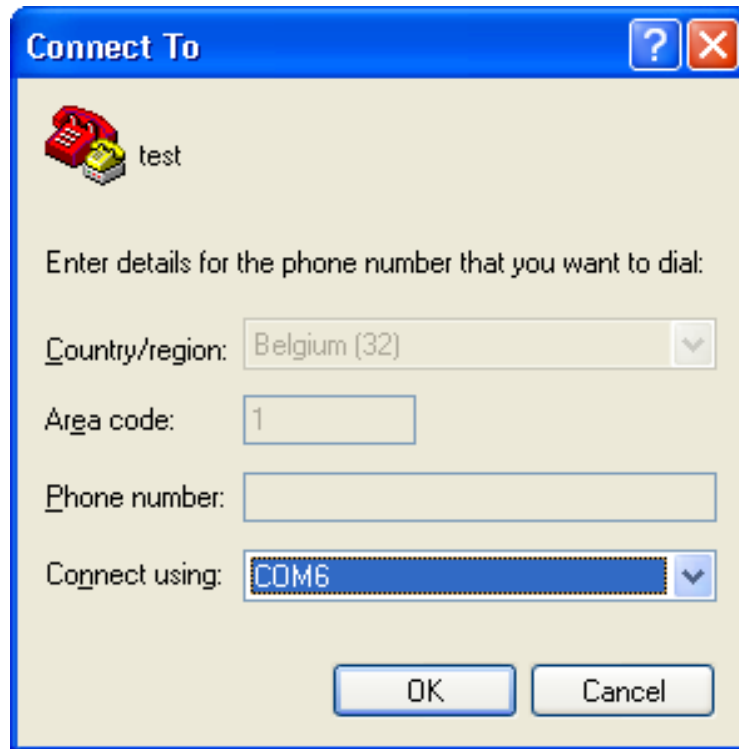 Connect To
test
Enter details for the phone number that you want to dial:
Country/region: Belgium (32)
Area code: 1
Phone number:
Connect using: COM6
OK Cancel